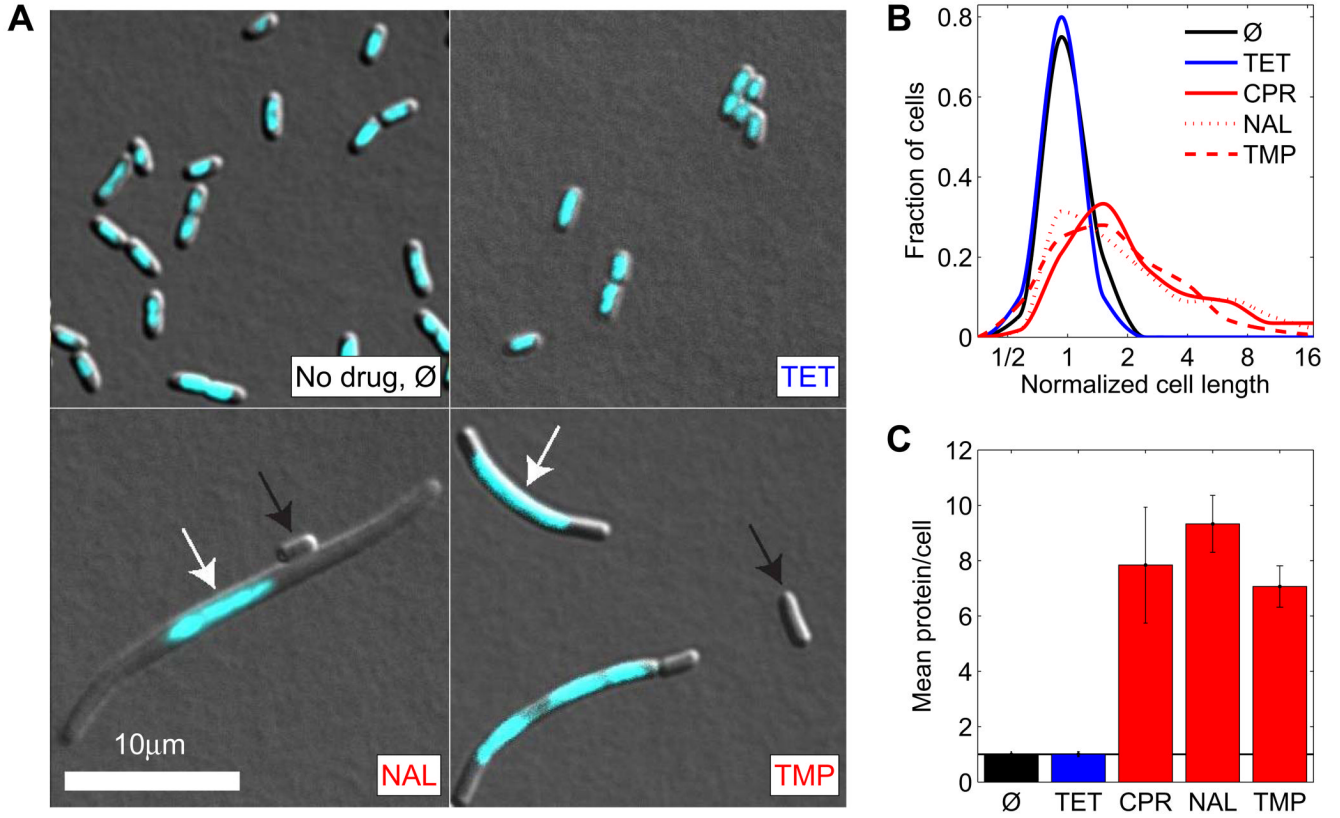 A
No drug, Ø
TET
NAL
10μm
TMP
B
Fraction of cells
0.8
0.6
0.4
0.2
0
1/2
1
2
4
8
16
Normalized cell length
Ø
TET
CPR
NAL
TMP
C
Mean protein/cell
12
10
8
6
4
2
0
Ø
TET
CPR
NAL
TMP